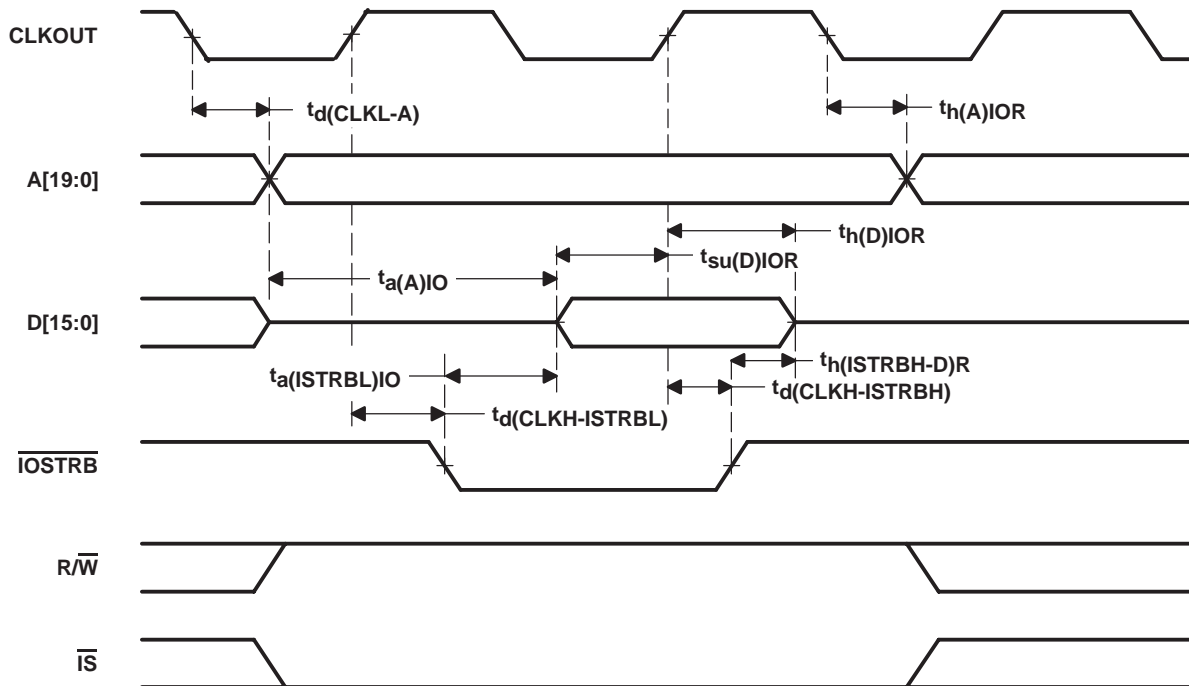 CLKOUT
td(CLKL-A)
th(A)IOR
A[19:0]
th(D)IOR
tsu(D)IOR
ta(A)IO
D[15:0]
th(ISTRBH-D)R
ta(ISTRBL)IO
td(CLKH-ISTRBH)
td(CLKH-ISTRBL)
IOSTRB
R/W
IS